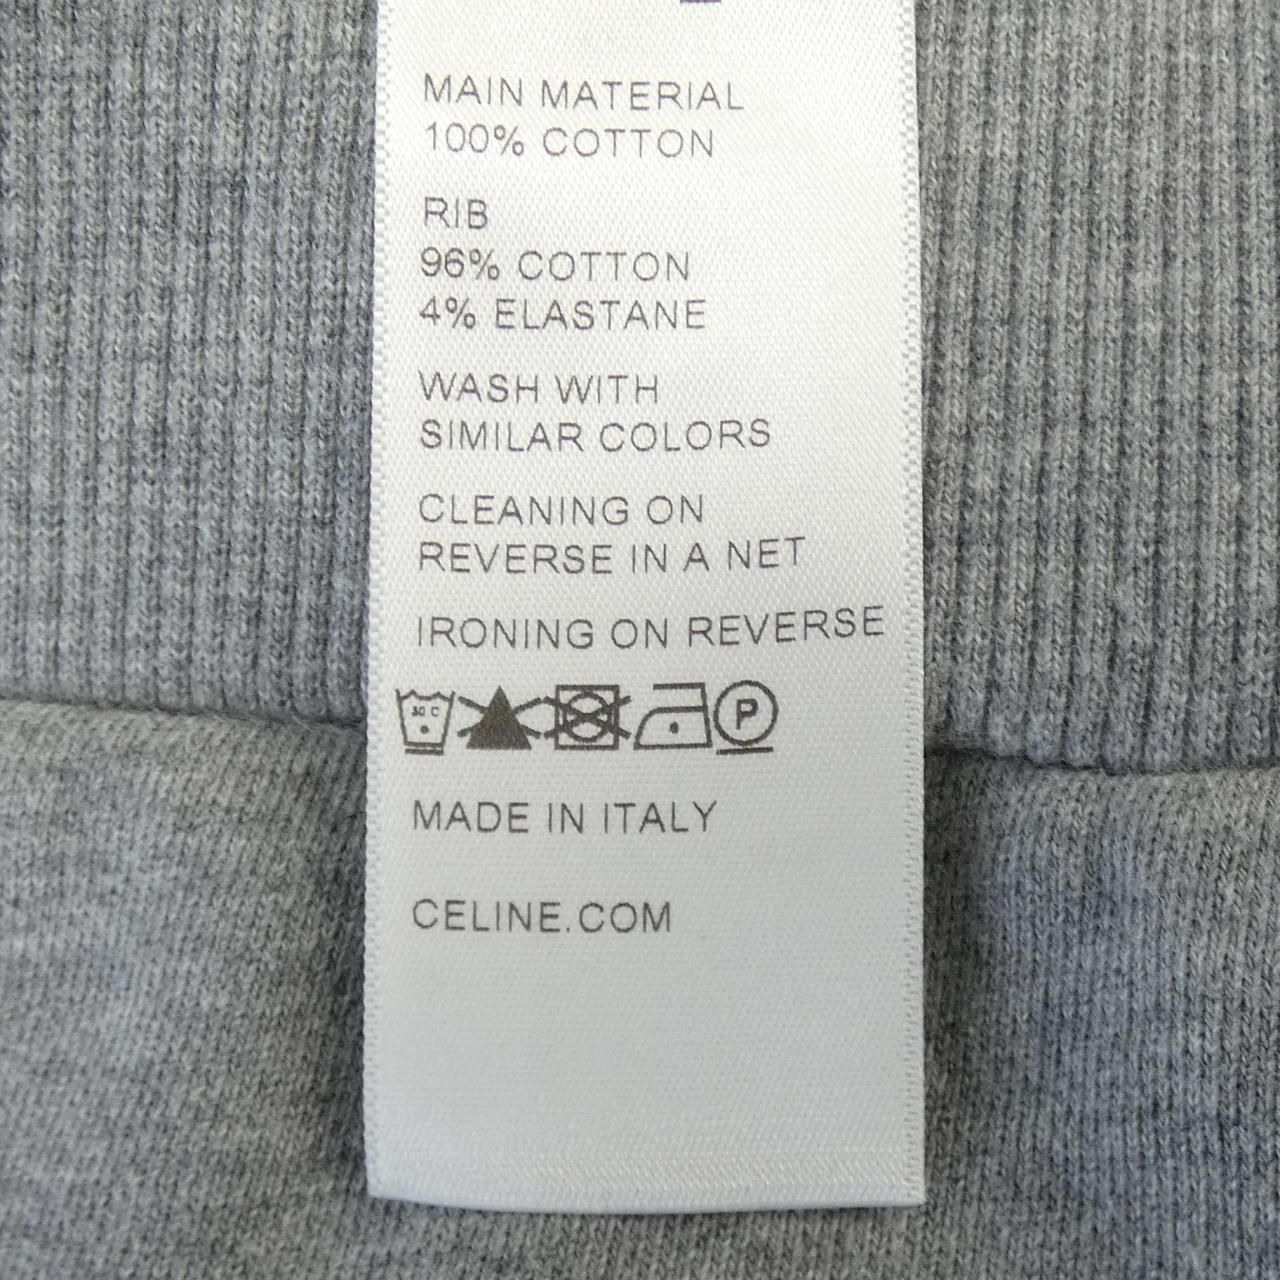 MAIN MATERIAL
100% COTTON
RIB
96% COTTON
4% ELASTANE
WASH WITH
SIMILAR COLORS
CLEANING ON
REVERSE IN A NET
IRONING ON REVERSE
30 C P
MADE IN ITALY
CELINE.COM